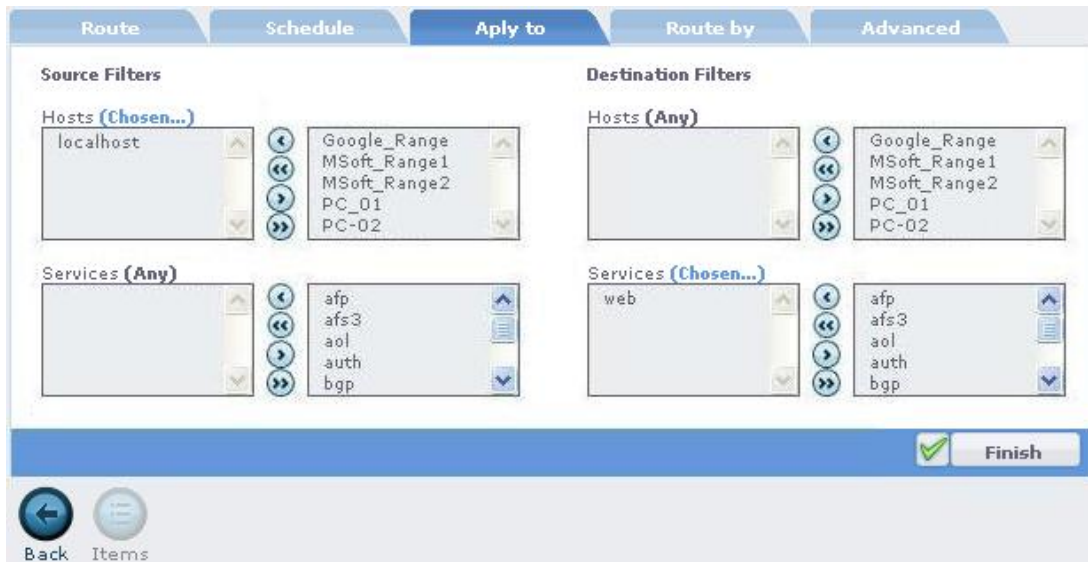 Route Schedule Aply to Route by Advanced
Source Filters
Hosts (Chosen...)
localhost
Google_Range
MSoft_Range1
MSoft_Range2
PC_01
PC-02
Services (Any)
afp
afs3
aol
auth
bgp
Destination Filters
Hosts (Any)
Google_Range
MSoft_Range1
MSoft_Range2
PC_01
PC-02
Services (Chosen...)
web
afp
afs3
aol
auth
bgp
Finish
Back Items